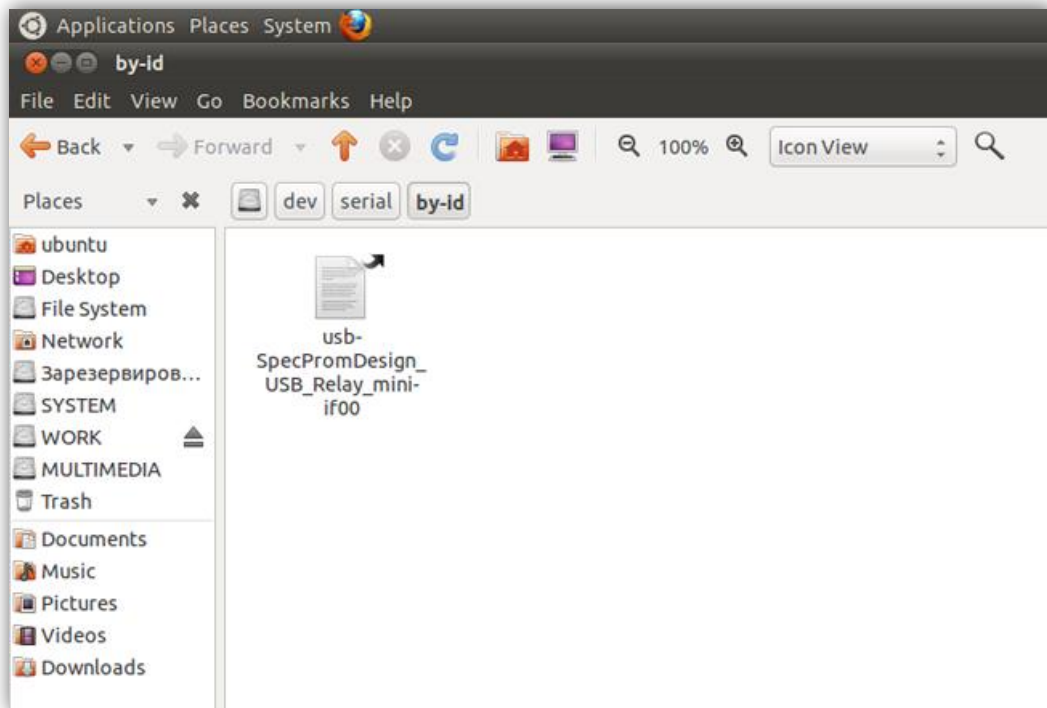 Applications Places System
by-id
File Edit View Go Bookmarks Help
Back Forward 100% Icon View
Places dev serial by-id
ubuntu
Desktop
File System
Network
Зарезервиров...
SYSTEM
WORK
MULTIMEDIA
Trash
Documents
Music
Pictures
Videos
Downloads
usb-
SpecPromDesign_
USB_Relay_mini-
if00